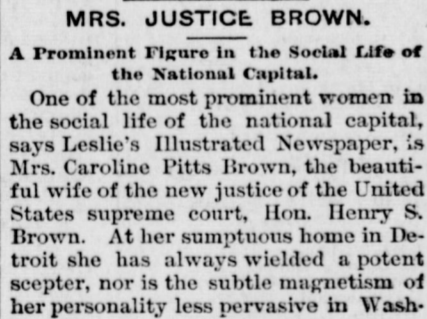 MRS. JUSTICE BROWN.
A Prominent Figure in the Social Life of
the National Capital.
One of the most prominent women in
the social life of the national capital,
says Leslie's Illustrated Newspaper, is
Mrs. Caroline Pitts Brown, the beauti-
ful wife of the new justice of the United
States supreme court, Hon. Henry S.
Brown. At her sumptuous home in De-
troit she has always wielded a potent
scepter, nor is the subtle magnetism of
her personality less pervasive in Wash-